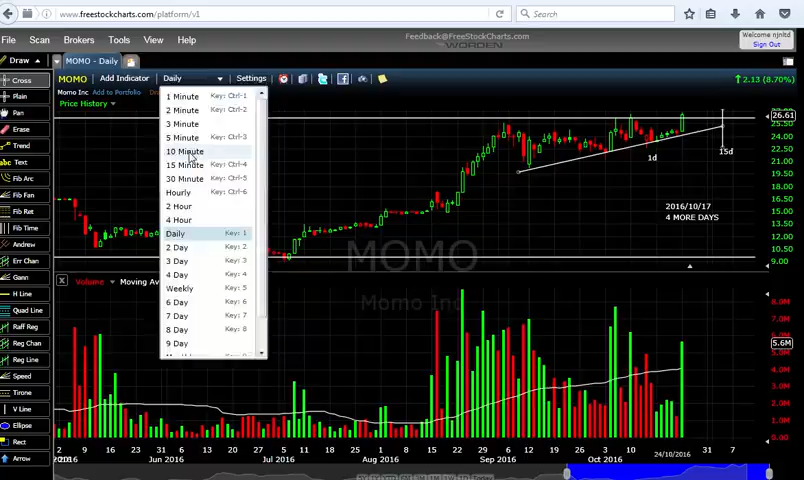 www.freestockcharts.com/platform/v1
Search
File Scan Brokers Tools View Help
Feedback@FreeStockCharts.com
WORDEN
Welcome njnltd
Sign Out
Draw
MOMO - Daily
Cross
MOMO Add Indicator Daily Settings
2.13 (8.70%)
Momo Inc Add to Portfolio
Price History
Plain
Pan
Erase
Trend
Text
Fib Arc
Fib Fan
Fib Ret
Fib Time
Andrew
Err Chan
Gann
H Line
Quad Line
Raff Reg
Reg Chan
Reg Line
Speed
Tirone
V Line
Ellipse
Rect
Arrow
1 Minute Key: Ctrl-1
2 Minute Key: Ctrl-2
3 Minute
5 Minute Key: Ctrl-3
10 Minute
15 Minute Key: Ctrl-4
30 Minute Key: Ctrl-5
Hourly Key: Ctrl-6
2 Hour
4 Hour
Daily Key: 1
2 Day Key: 2
3 Day Key: 3
4 Day Key: 4
Weekly Key: 5
6 Day Key: 6
7 Day Key: 7
8 Day Key: 8
9 Day
26.61
25.50
24.00
22.50
21.00
19.50
18.00
16.50
15.00
13.50
12.00
10.50
9.00
1d
15d
2016/10/17
4 MORE DAYS
MOMO
Momo Inc
Volume Moving Av
8.0M
7.0M
5.6M
4.0M
3.0M
2.0M
1.0M
2 9 16 23 6 13 20 27 5 11 18 25 8 15 22 29 6 12 19 26 3 10 24/10/2016 31 7
2016 Jun 2016 Jul 2016 Aug 2016 Sep 2016 Oct 2016